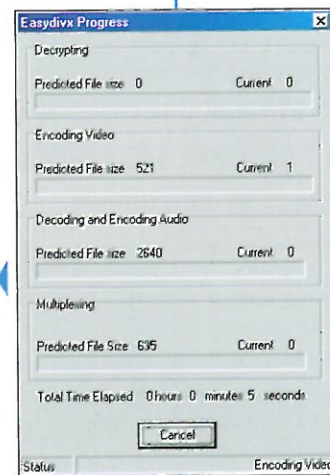 Easydivx Progress
Decrypting
Predicted File size 0 Current 0
Encoding Video
Predicted File size 521 Current 1
Decoding and Encoding Audio
Predicted File size 2640 Current 0
Multiplexing
Predicted File Size 635 Current 0
Total Time Elapsed 0 hours 0 minutes 5 seconds
Cancel
Status Encoding Video